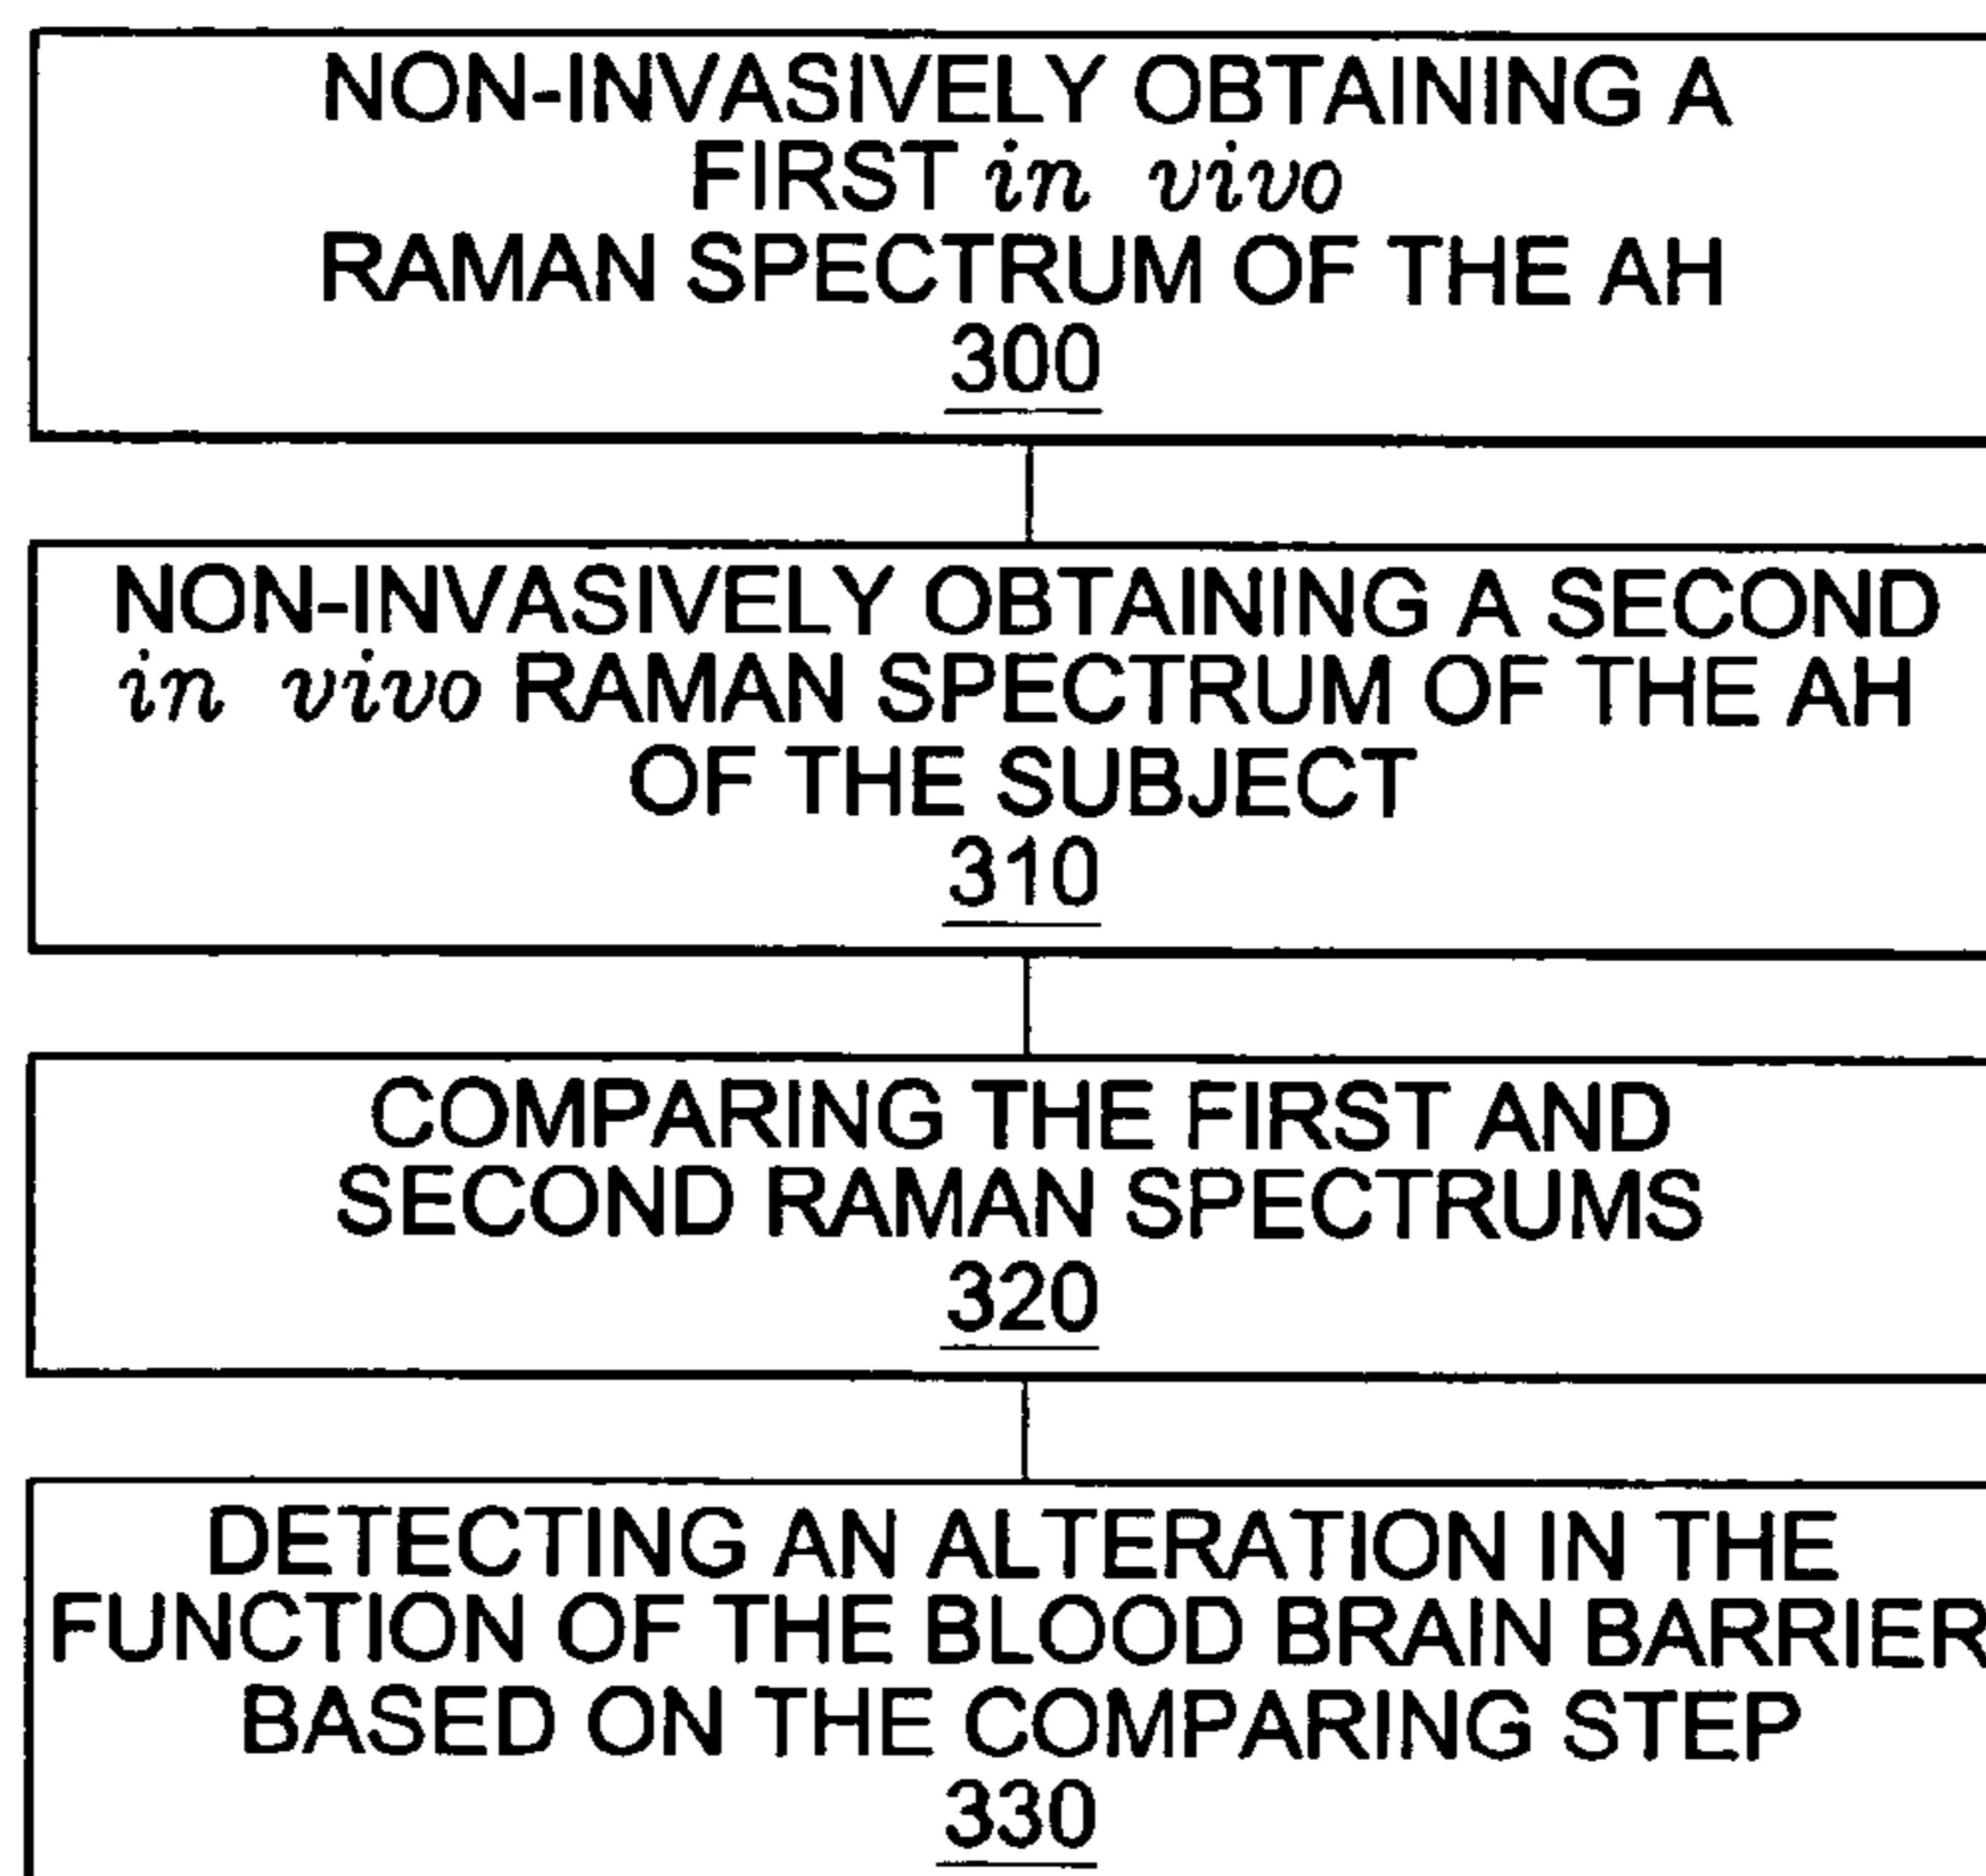 NON-INVASIVELY OBTAINING A
FIRST in vivo
RAMAN SPECTRUM OF THE AH
300
NON-INVASIVELY OBTAINING A SECOND
in vivo RAMAN SPECTRUM OF THE AH
OF THE SUBJECT
310
COMPARING THE FIRST AND
SECOND RAMAN SPECTRUMS
320
DETECTING AN ALTERATION IN THE
FUNCTION OF THE BLOOD BRAIN BARRIER
BASED ON THE COMPARING STEP
330